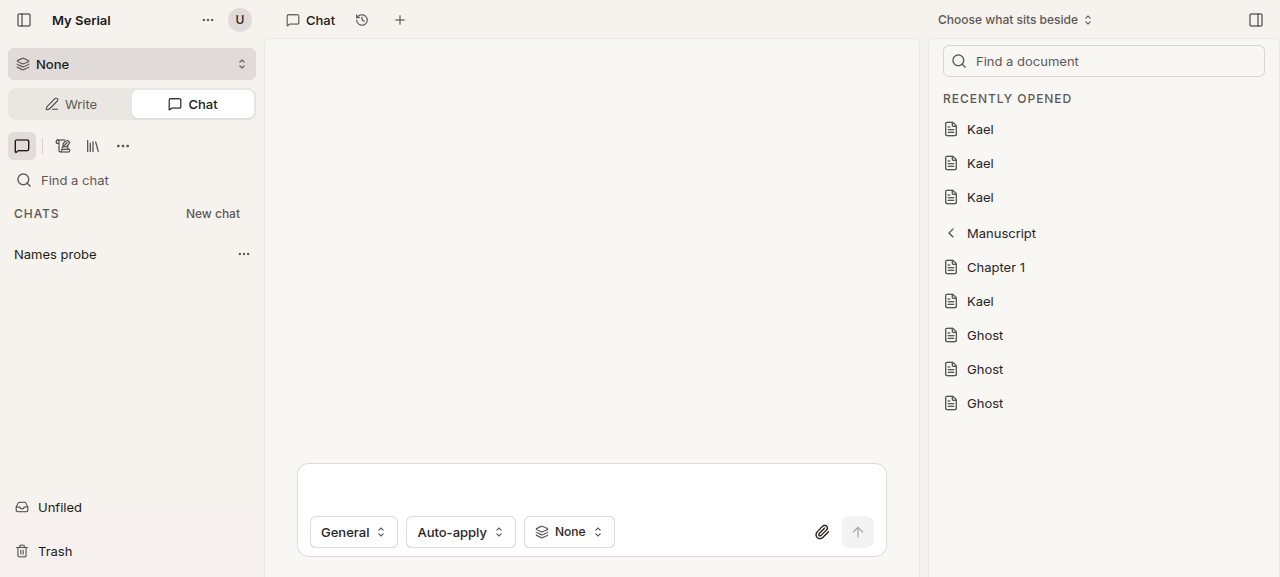 My Serial
U
Chat
Choose what sits beside
None
Write
Chat
Find a chat
CHATS
New chat
Names probe
Unfiled
Trash
General
Auto-apply
None
Find a document
RECENTLY OPENED
Kael
Kael
Kael
Manuscript
Chapter 1
Kael
Ghost
Ghost
Ghost